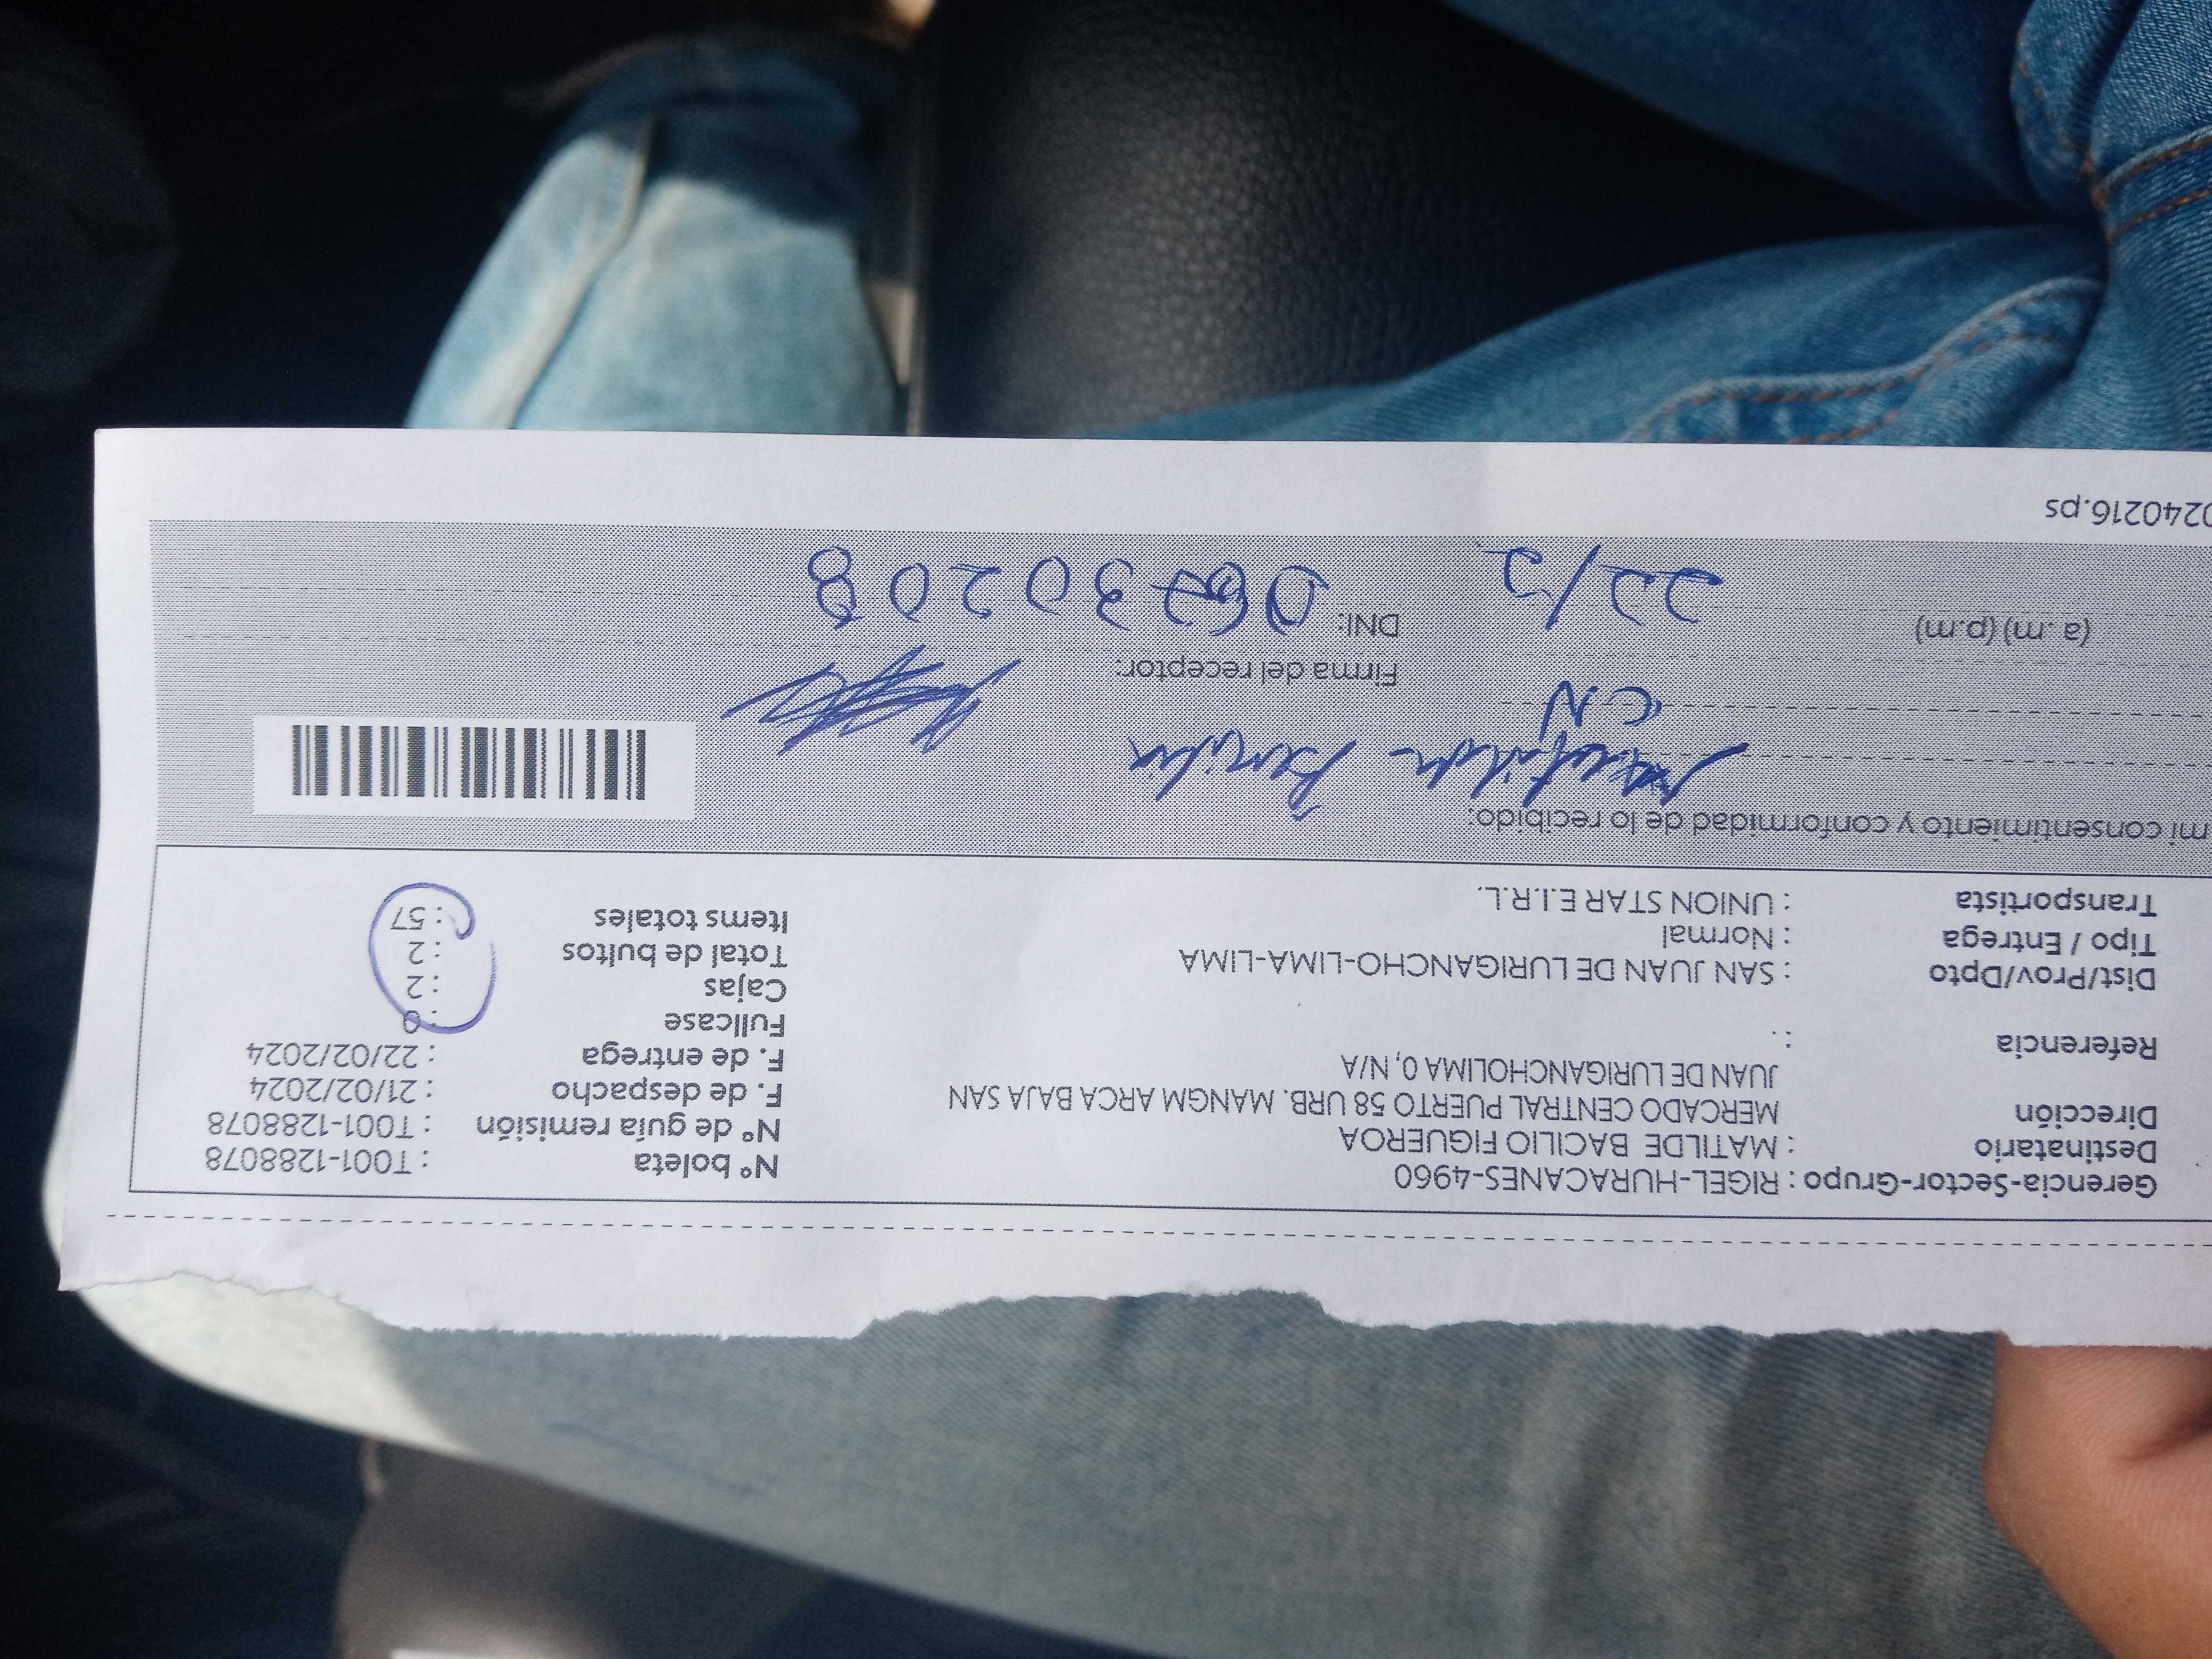 Gerencia-Sector-Grupo : RIGEL-HURACANES-4960
Destinatario : MATILDE BACILIO FIGUEROA
Dirección MERCADO CENTRAL PUERTO 58 URB. MANGM ARCA BAJA SAN
JUAN DE LURIGANCHOLIMA 0, N/A
Referencia : .
Dist/Prov/Dpto : SAN JUAN DE LURIGANCHO-LIMA-LIMA
Tipo / Entrega : Normal
Transportista : UNION STAR E.I.R.L.
N° boleta : T001-1288078
N° de guía remisión : T001-1288078
F. de despacho : 21/02/2024
F. de entrega : 22/02/2024
Fullcase : 0
Cajas : 2
Total de bultos : 2
Items totales : 57
mi consentimiento y conformidad de lo recibido:
CN
Firma del receptor:
(a .m) (p.m) 22/2
DNI:
0240216.ps